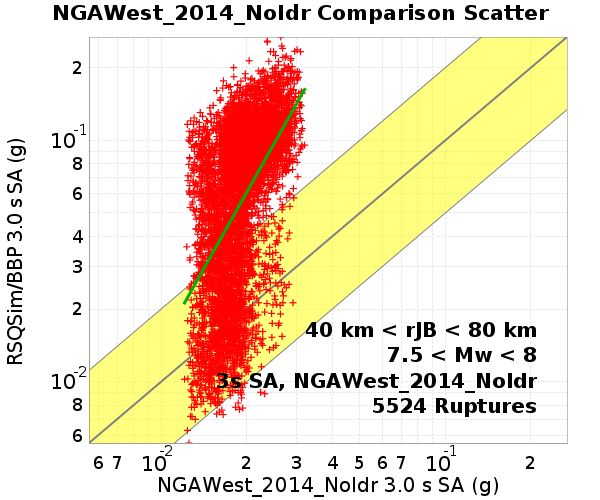 NGAWest_2014_NoIdr Comparison Scatter
RSQSim/BBP 3.0 s SA (g)
2
10⁻¹
8
6
4
3
2
10⁻²
8
6
40 km < rJB < 80 km
7.5 < Mw < 8
3s SA, NGAWest_2014_NoIdr
5524 Ruptures
6 7 10⁻² 2 3 4 5 6 7 10⁻¹ 2
NGAWest_2014_NoIdr 3.0 s SA (g)